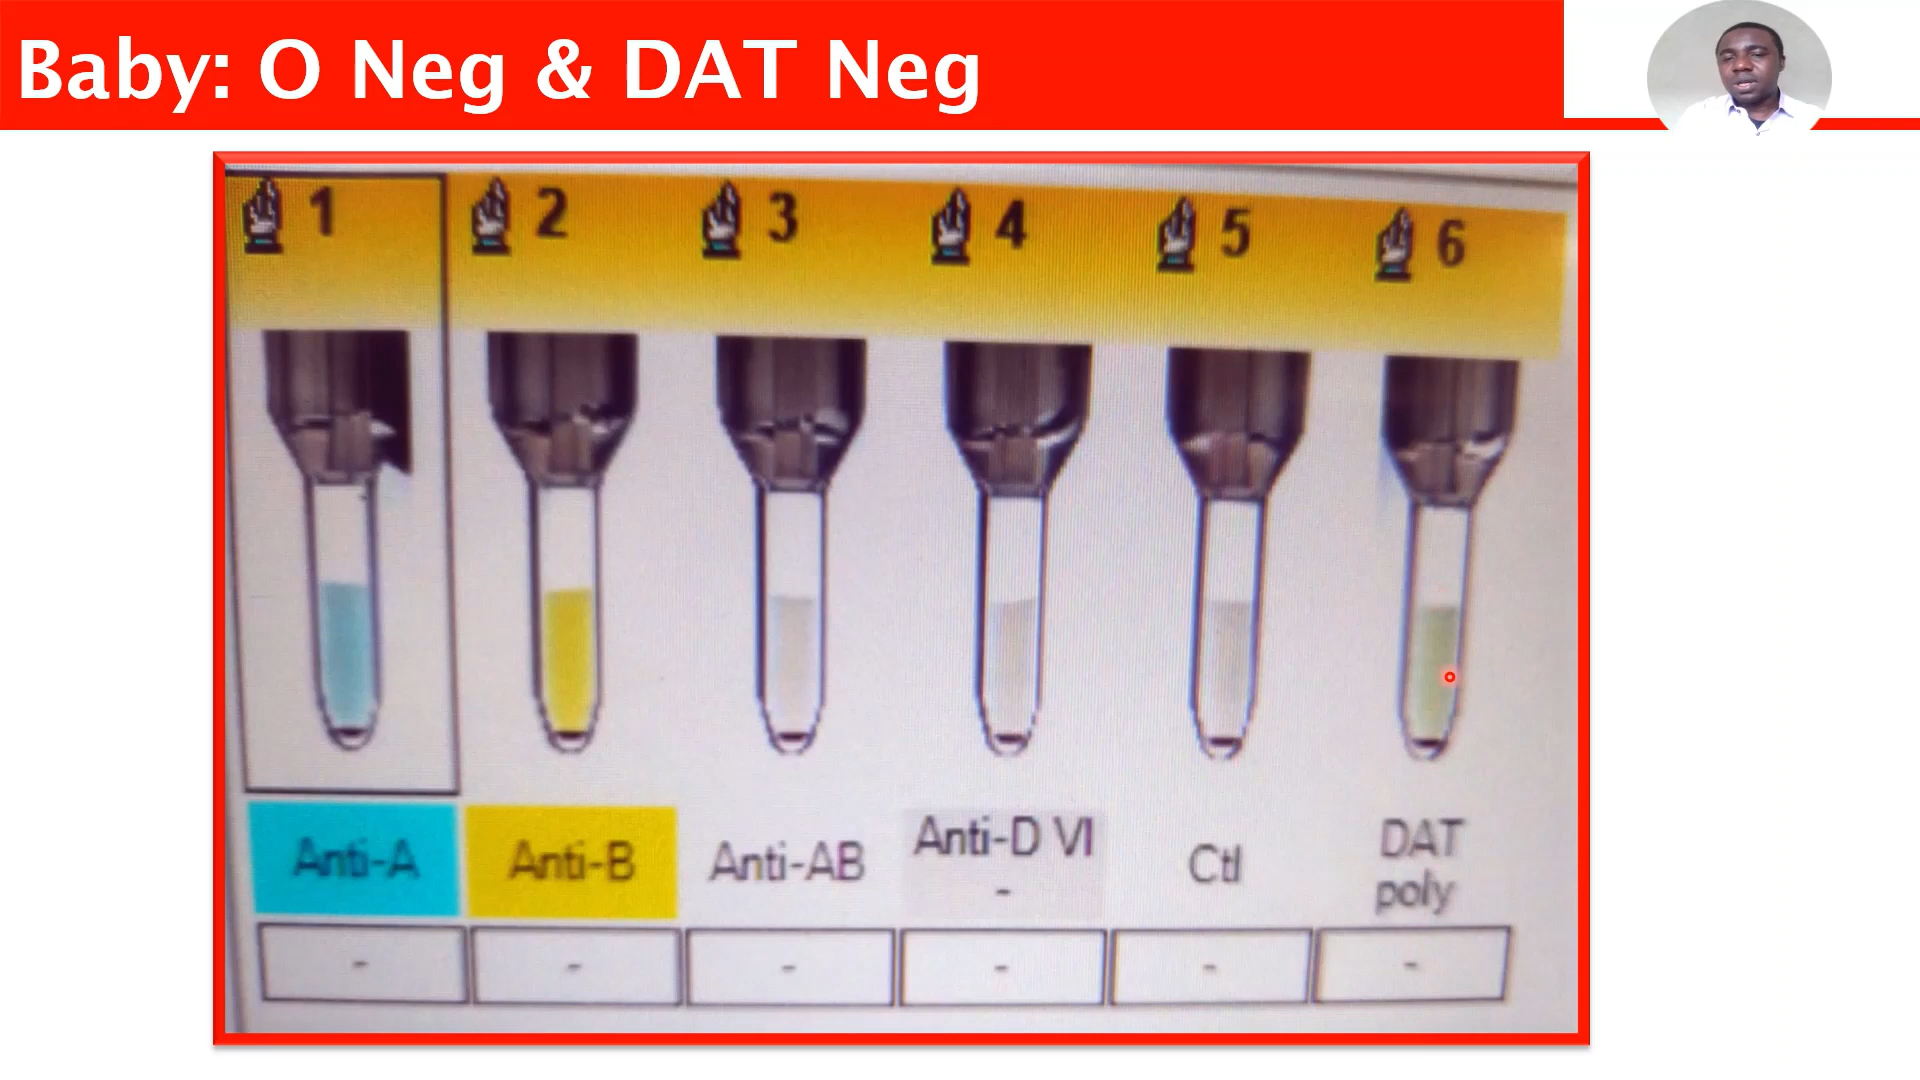 Baby: O Neg & DAT Neg
1 2 3 4 5 6
Anti-A Anti-B Anti-AB Anti-D VI - Ctl DAT poly
- - - - - -